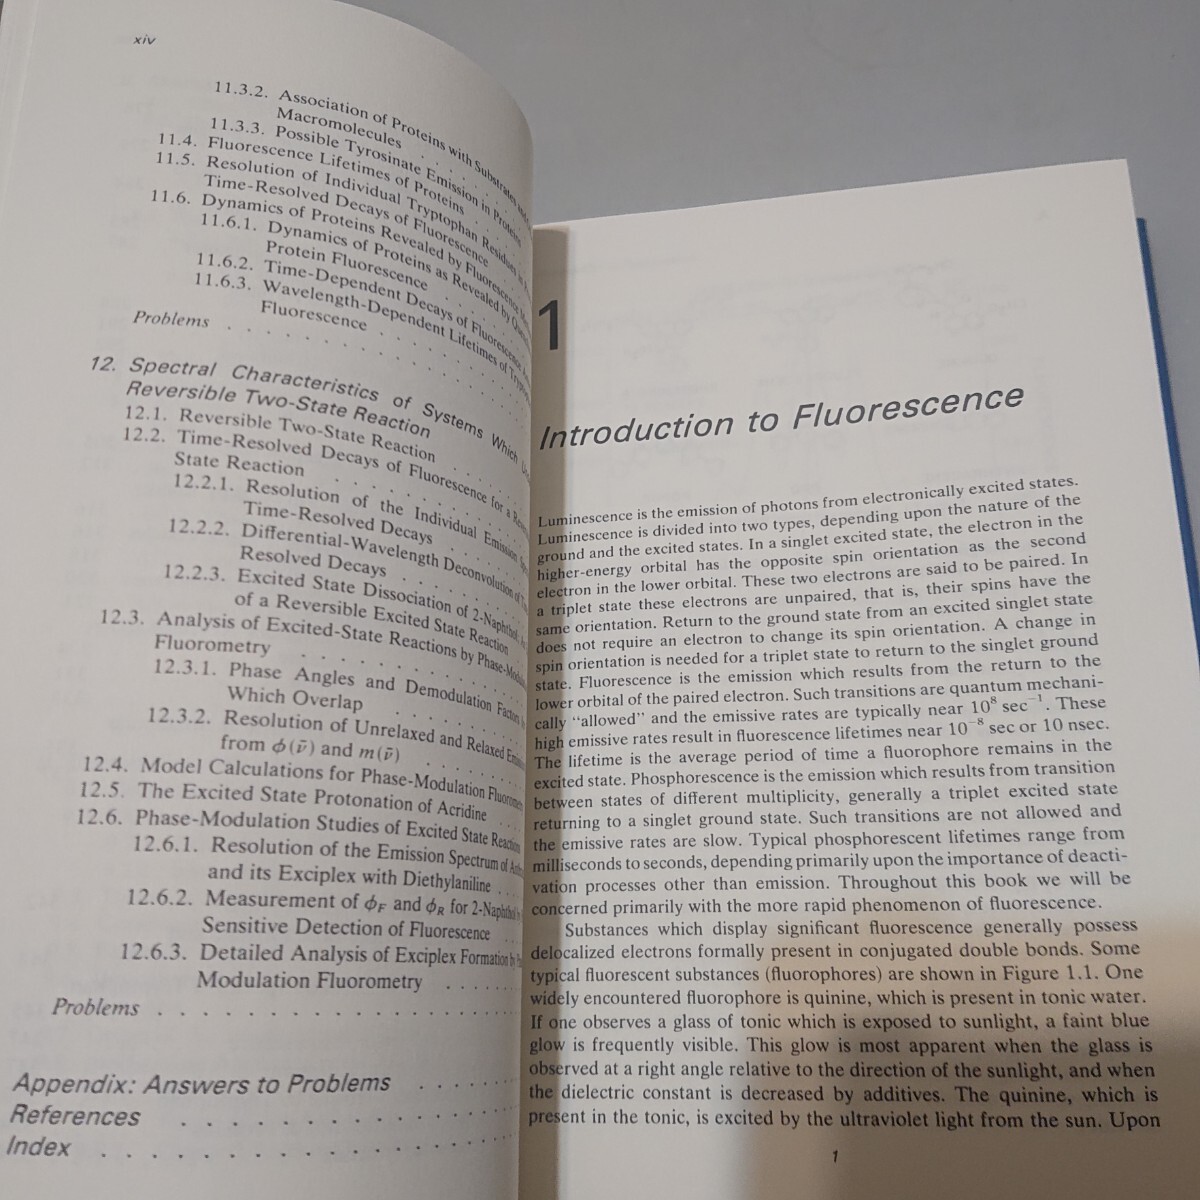 xiv
11.3.2. Association of Proteins with Substrates and
Macromolecules . . . . .
11.3.3. Possible Tyrosinate Emission in Proteins
11.4. Fluorescence Lifetimes of Proteins . . . .
11.5. Resolution of Individual Tryptophan Residues in
Time-Resolved Decays of Fluorescence
11.6. Dynamics of Proteins Revealed by Fluorescence
11.6.1. Dynamics of Proteins as Revealed by
Protein Fluorescence . . . .
11.6.2. Time-Dependent Decays of Fluorescence
11.6.3. Wavelength-Dependent Lifetimes of
Fluorescence . . . . . .
Problems . . . . . . . . . .
12. Spectral Characteristics of Systems Which
Reversible Two-State Reaction
12.1. Reversible Two-State Reaction . . . . .
12.2. Time-Resolved Decays of Fluorescence for a
State Reaction . . . . . . . .
12.2.1. Resolution of the Individual Emission
Time-Resolved Decays . . . . .
12.2.2. Differential-Wavelength Deconvolution of
Resolved Decays . . . . . .
12.2.3. Excited State Dissociation of 2-Naphthol,
of a Reversible Excited State Reaction
12.3. Analysis of Excited-State Reactions by
Fluorometry . . . . . . . . .
12.3.1. Phase Angles and Demodulation Factors
Which Overlap . . . . . . .
12.3.2. Resolution of Unrelaxed and Relaxed
from ϕ(ν̄) and m(ν̄) . . . . . .
12.4. Model Calculations for Phase-Modulation
12.5. The Excited State Protonation of Acridine . . .
12.6. Phase-Modulation Studies of Excited State
12.6.1. Resolution of the Emission Spectrum of
and its Exciplex with Diethylaniline . . .
12.6.2. Measurement of ϕF and ϕR for
Sensitive Detection of Fluorescence . .
12.6.3. Detailed Analysis of Exciplex Formation by
Modulation Fluorometry . . . . .
Problems . . . . . . . . . . . . .
Appendix: Answers to Problems . . . . .
References . . . . . . . . . . . .
Index . . . . . . . . . . . . . . .
1
Introduction to Fluorescence
Luminescence is the emission of photons from electronically excited states.
Luminescence is divided into two types, depending upon the nature of the
ground and the excited states. In a singlet excited state, the electron in the
higher-energy orbital has the opposite spin orientation as the second
electron in the lower orbital. These two electrons are said to be paired. In
a triplet state these electrons are unpaired, that is, their spins have the
same orientation. Return to the ground state from an excited singlet state
does not require an electron to change its spin orientation. A change in
spin orientation is needed for a triplet state to return to the singlet ground
state. Fluorescence is the emission which results from the return to the
lower orbital of the paired electron. Such transitions are quantum mechani-
cally "allowed" and the emissive rates are typically near 10⁸ sec⁻¹. These
high emissive rates result in fluorescence lifetimes near 10⁻⁸ sec or 10 nsec.
The lifetime is the average period of time a fluorophore remains in the
excited state. Phosphorescence is the emission which results from transition
between states of different multiplicity, generally a triplet excited state
returning to a singlet ground state. Such transitions are not allowed and
the emissive rates are slow. Typical phosphorescent lifetimes range from
milliseconds to seconds, depending primarily upon the importance of deacti-
vation processes other than emission. Throughout this book we will be
concerned primarily with the more rapid phenomenon of fluorescence.
Substances which display significant fluorescence generally possess
delocalized electrons formally present in conjugated double bonds. Some
typical fluorescent substances (fluorophores) are shown in Figure 1.1. One
widely encountered fluorophore is quinine, which is present in tonic water.
If one observes a glass of tonic which is exposed to sunlight, a faint blue
glow is frequently visible. This glow is most apparent when the glass is
observed at a right angle relative to the direction of the sunlight, and when
the dielectric constant is decreased by additives. The quinine, which is
present in the tonic, is excited by the ultraviolet light from the sun. Upon
1